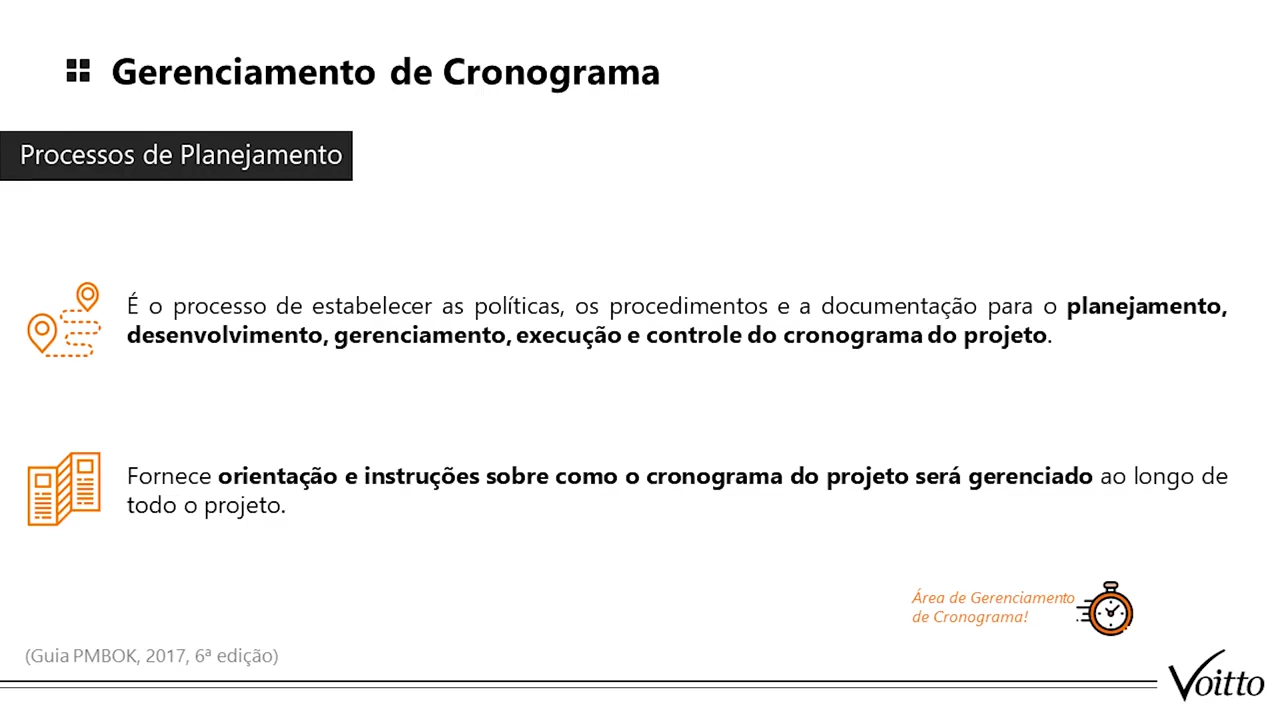 Gerenciamento de Cronograma
Processos de Planejamento
É o processo de estabelecer as políticas, os procedimentos e a documentação para o planejamento,
desenvolvimento, gerenciamento, execução e controle do cronograma do projeto.
Fornece orientação e instruções sobre como o cronograma do projeto será gerenciado ao longo de
todo o projeto.
Área de Gerenciamento
de Cronograma!
(Guia PMBOK, 2017, 6ª edição)
Voitto